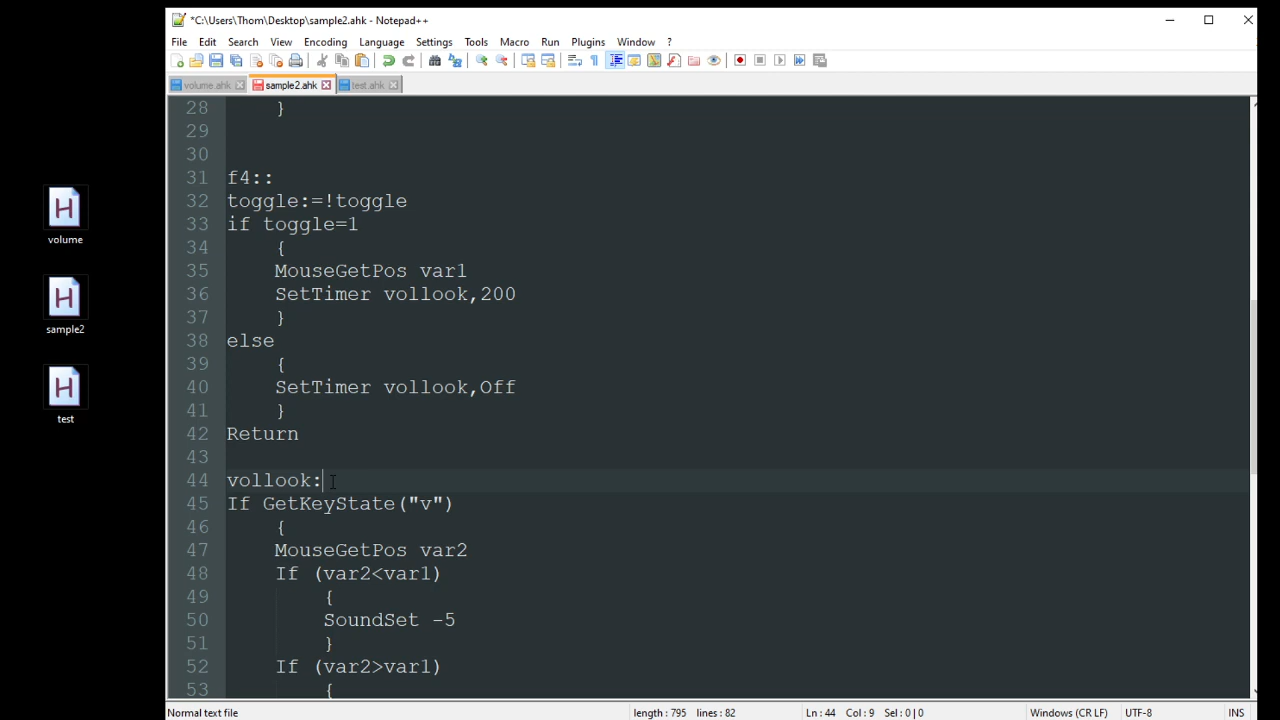 *C:\Users\Thom\Desktop\sample2.ahk - Notepad++
File Edit Search View Encoding Language Settings Tools Macro Run Plugins Window ?
volume.ahk sample2.ahk test.ahk
28 }
29
30
31 f4::
32 toggle:=!toggle
33 if toggle=1
34 {
35 MouseGetPos var1
36 SetTimer vollook,200
37 }
38 else
39 {
40 SetTimer vollook,Off
41 }
42 Return
43
44 vollook:
45 If GetKeyState("v")
46 {
47 MouseGetPos var2
48 If (var2<var1)
49 {
50 SoundSet -5
51 }
52 If (var2>var1)
53 {
volume
sample2
test
Normal text file length : 795 lines : 82 Ln : 44 Col : 9 Sel : 0 | 0 Windows (CR LF) UTF-8 INS